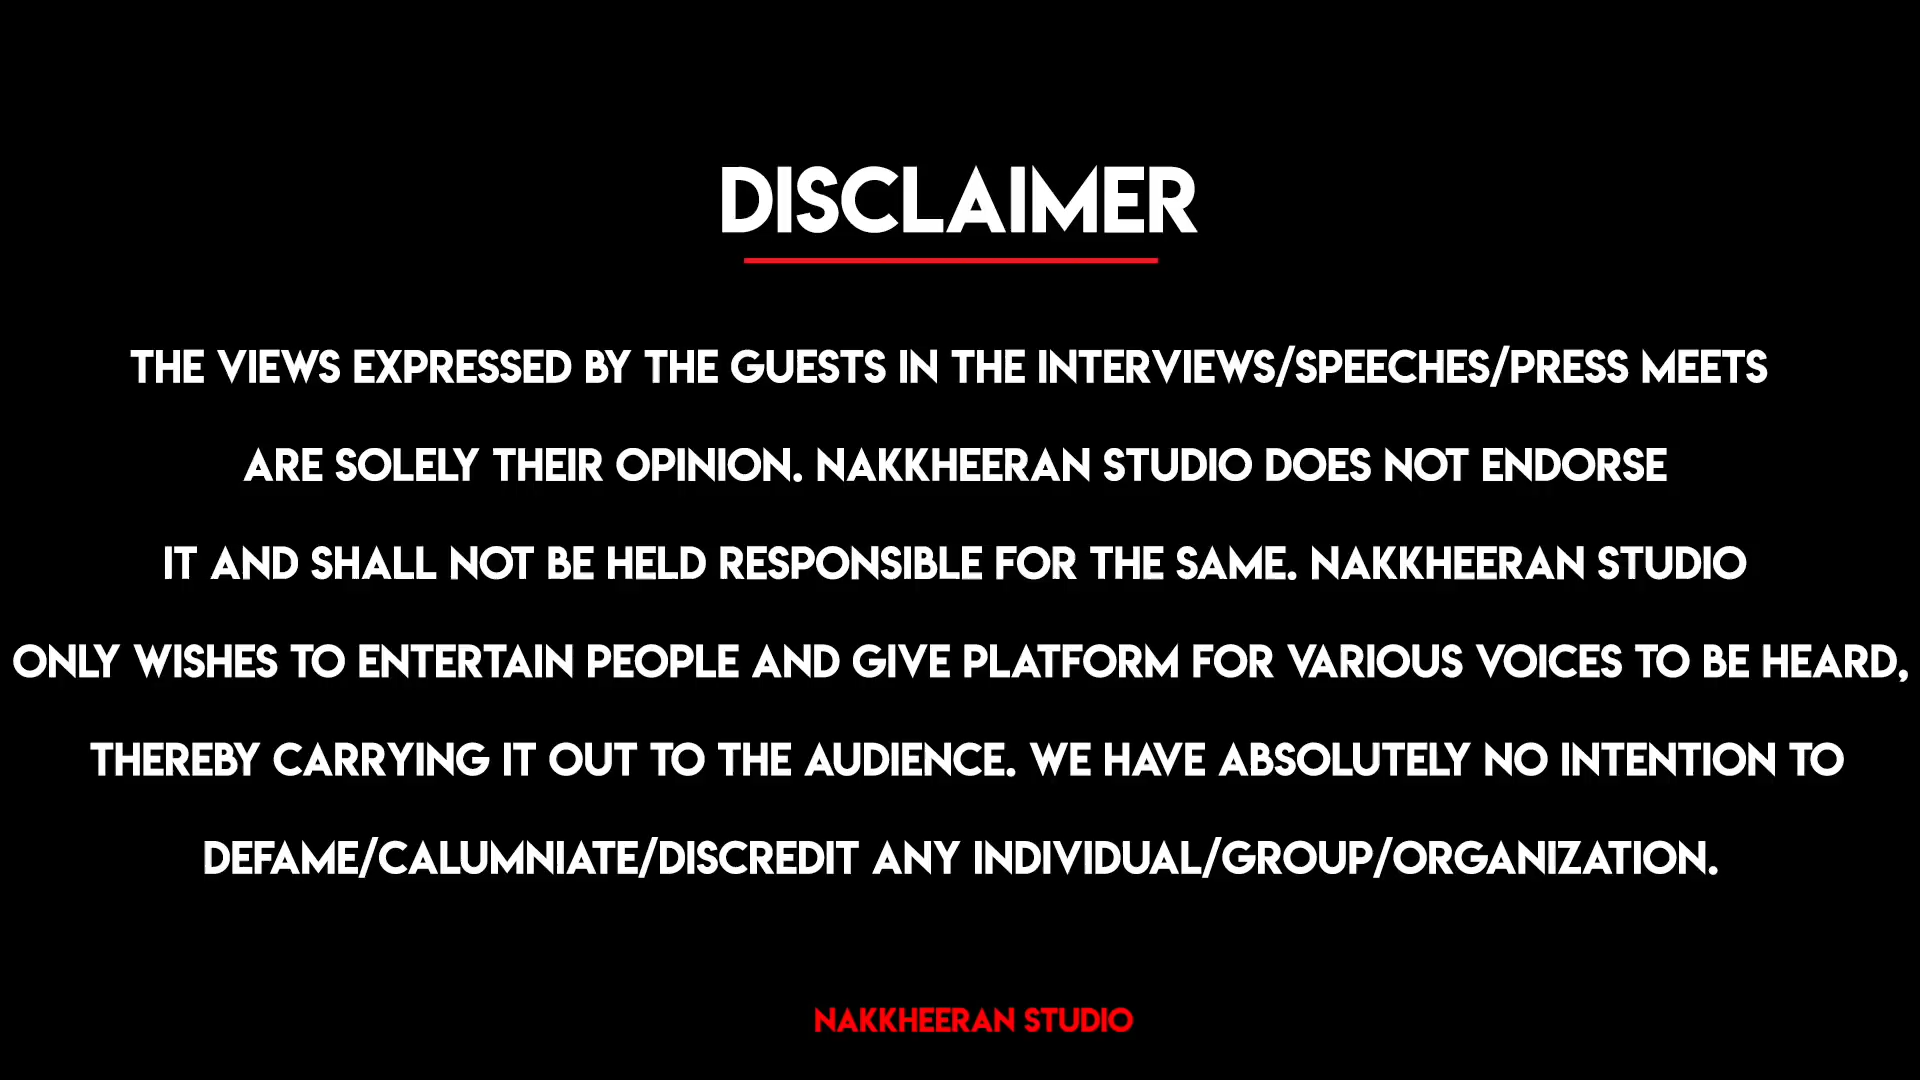 DISCLAIMER
THE VIEWS EXPRESSED BY THE GUESTS IN THE INTERVIEWS/SPEECHES/PRESS MEETS
ARE SOLELY THEIR OPINION. NAKKHEERAN STUDIO DOES NOT ENDORSE
IT AND SHALL NOT BE HELD RESPONSIBLE FOR THE SAME. NAKKHEERAN STUDIO
ONLY WISHES TO ENTERTAIN PEOPLE AND GIVE PLATFORM FOR VARIOUS VOICES TO BE HEARD,
THEREBY CARRYING IT OUT TO THE AUDIENCE. WE HAVE ABSOLUTELY NO INTENTION TO
DEFAME/CALUMNIATE/DISCREDIT ANY INDIVIDUAL/GROUP/ORGANIZATION.
NAKKHEERAN STUDIO